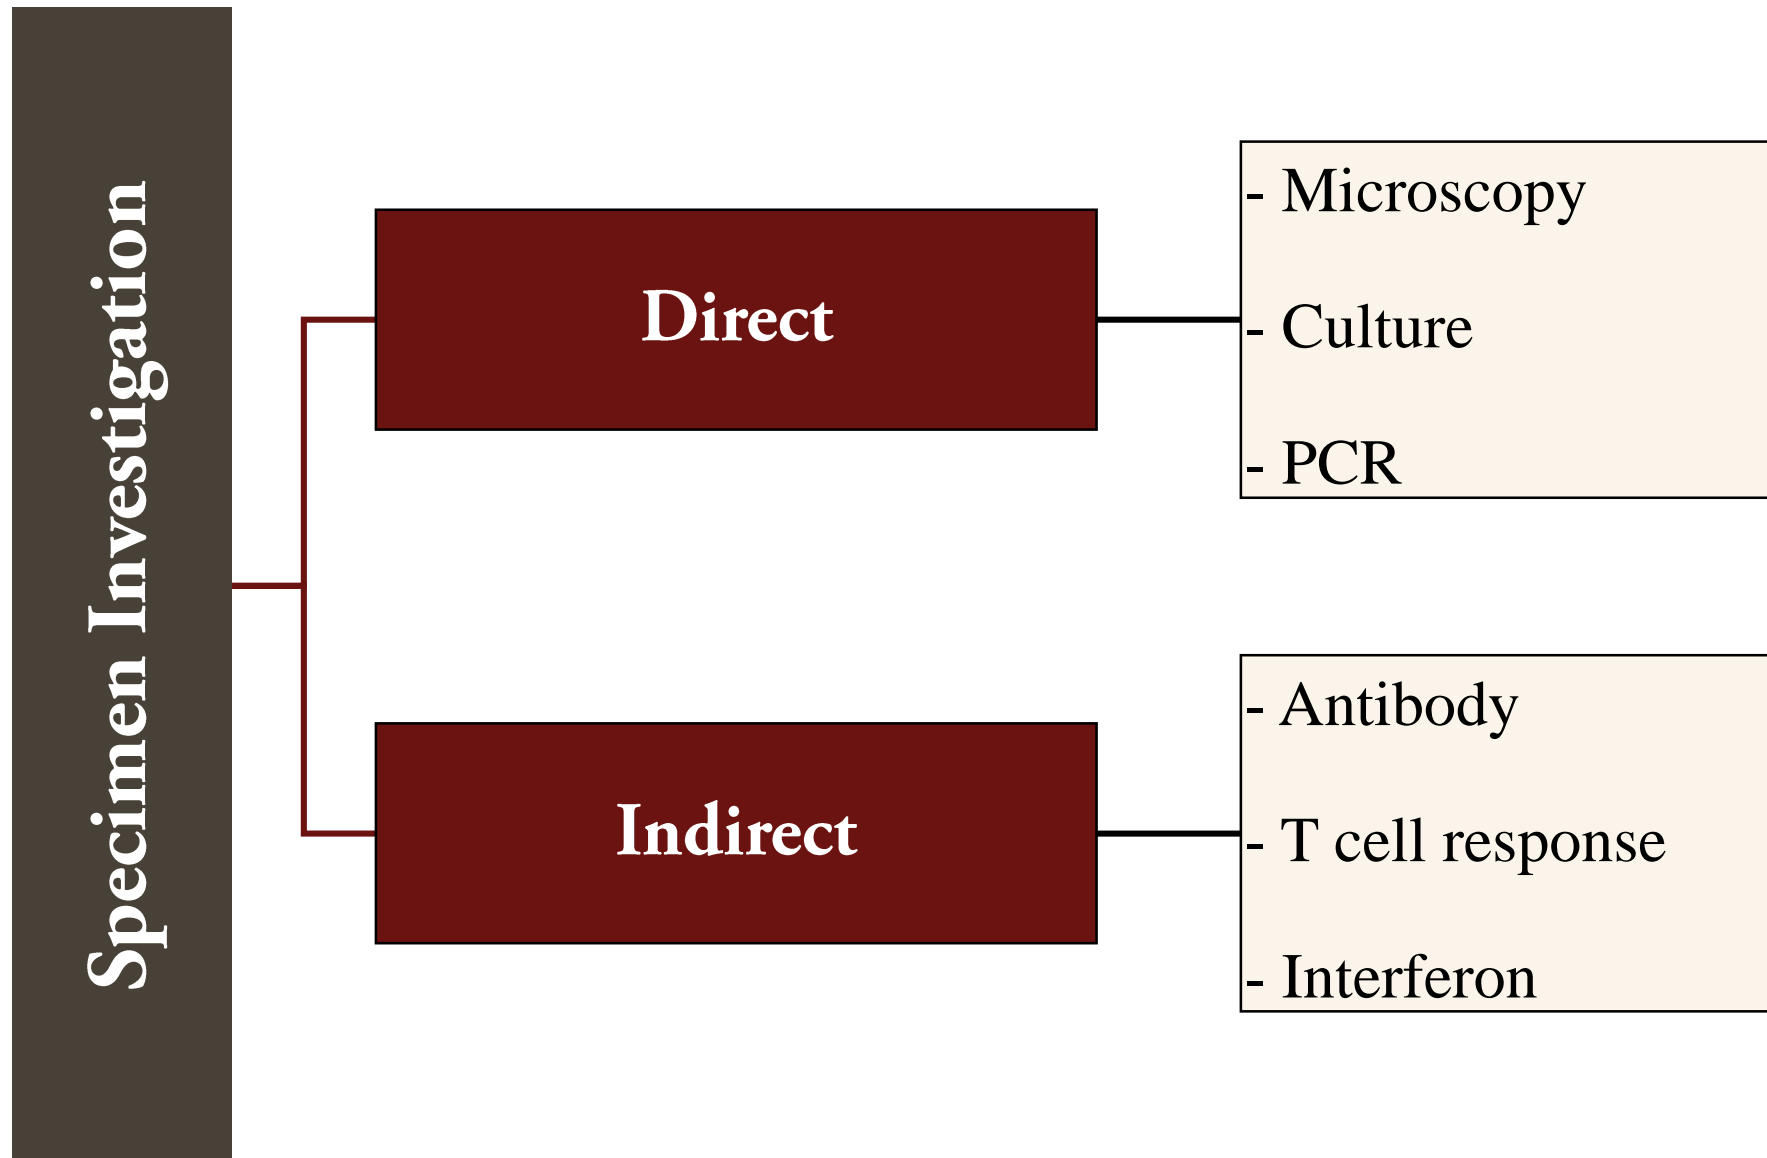 Specimen Investigation
Direct
- Microscopy
- Culture
- PCR
Indirect
- Antibody
- T cell response
- Interferon